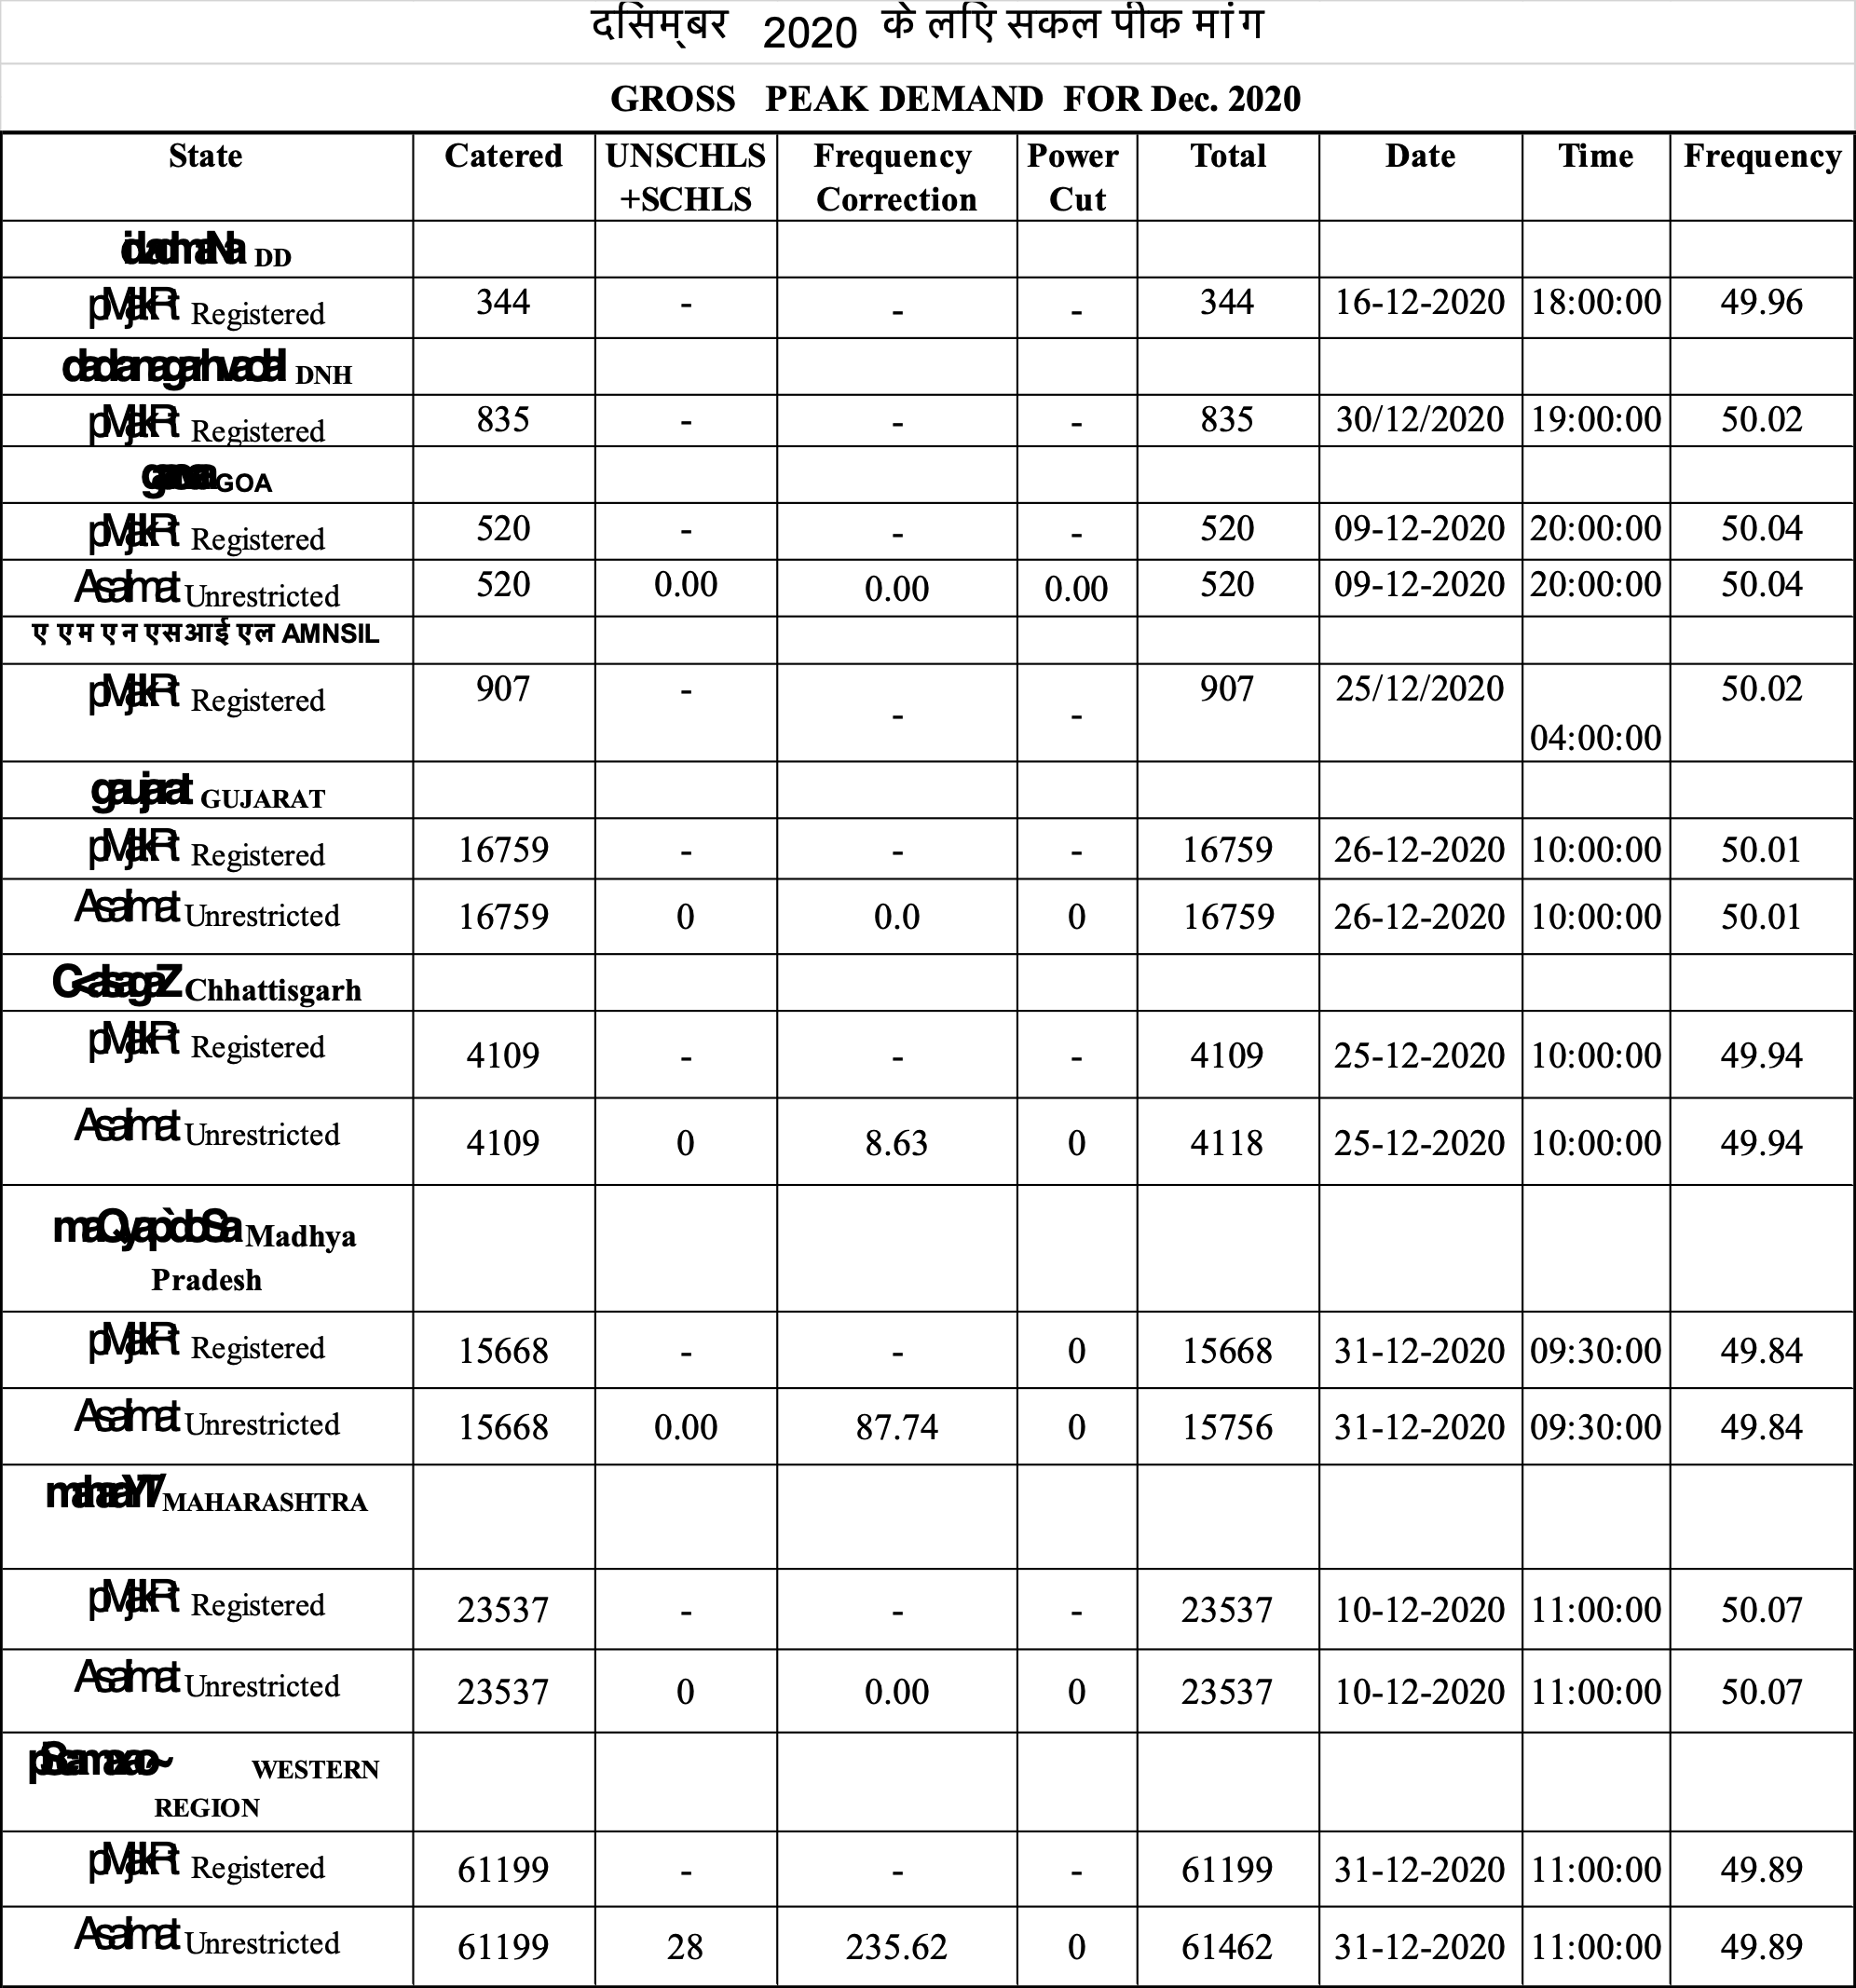 दिसम्बर 2020 के लिए सकल पीक मांग
GROSS PEAK DEMAND FOR Dec. 2020
State Catered UNSCHLS Frequency Power Total Date Time Frequency
+SCHLS Correction Cut
DD
Registered 344 - - - 344 16-12-2020 18:00:00 49.96
DNH
Registered 835 - - - 835 30/12/2020 19:00:00 50.02
GOA
Registered 520 - - - 520 09-12-2020 20:00:00 50.04
Unrestricted 520 0.00 0.00 0.00 520 09-12-2020 20:00:00 50.04
ए एम एन एसआई एल AMNSIL
Registered 907 - - - 907 25/12/2020 04:00:00 50.02
GUJARAT
Registered 16759 - - - 16759 26-12-2020 10:00:00 50.01
Unrestricted 16759 0 0.0 0 16759 26-12-2020 10:00:00 50.01
Chhattisgarh
Registered 4109 - - - 4109 25-12-2020 10:00:00 49.94
Unrestricted 4109 0 8.63 0 4118 25-12-2020 10:00:00 49.94
Madhya
Pradesh
Registered 15668 - - 0 15668 31-12-2020 09:30:00 49.84
Unrestricted 15668 0.00 87.74 0 15756 31-12-2020 09:30:00 49.84
MAHARASHTRA
Registered 23537 - - - 23537 10-12-2020 11:00:00 50.07
Unrestricted 23537 0 0.00 0 23537 10-12-2020 11:00:00 50.07
WESTERN
REGION
Registered 61199 - - - 61199 31-12-2020 11:00:00 49.89
Unrestricted 61199 28 235.62 0 61462 31-12-2020 11:00:00 49.89